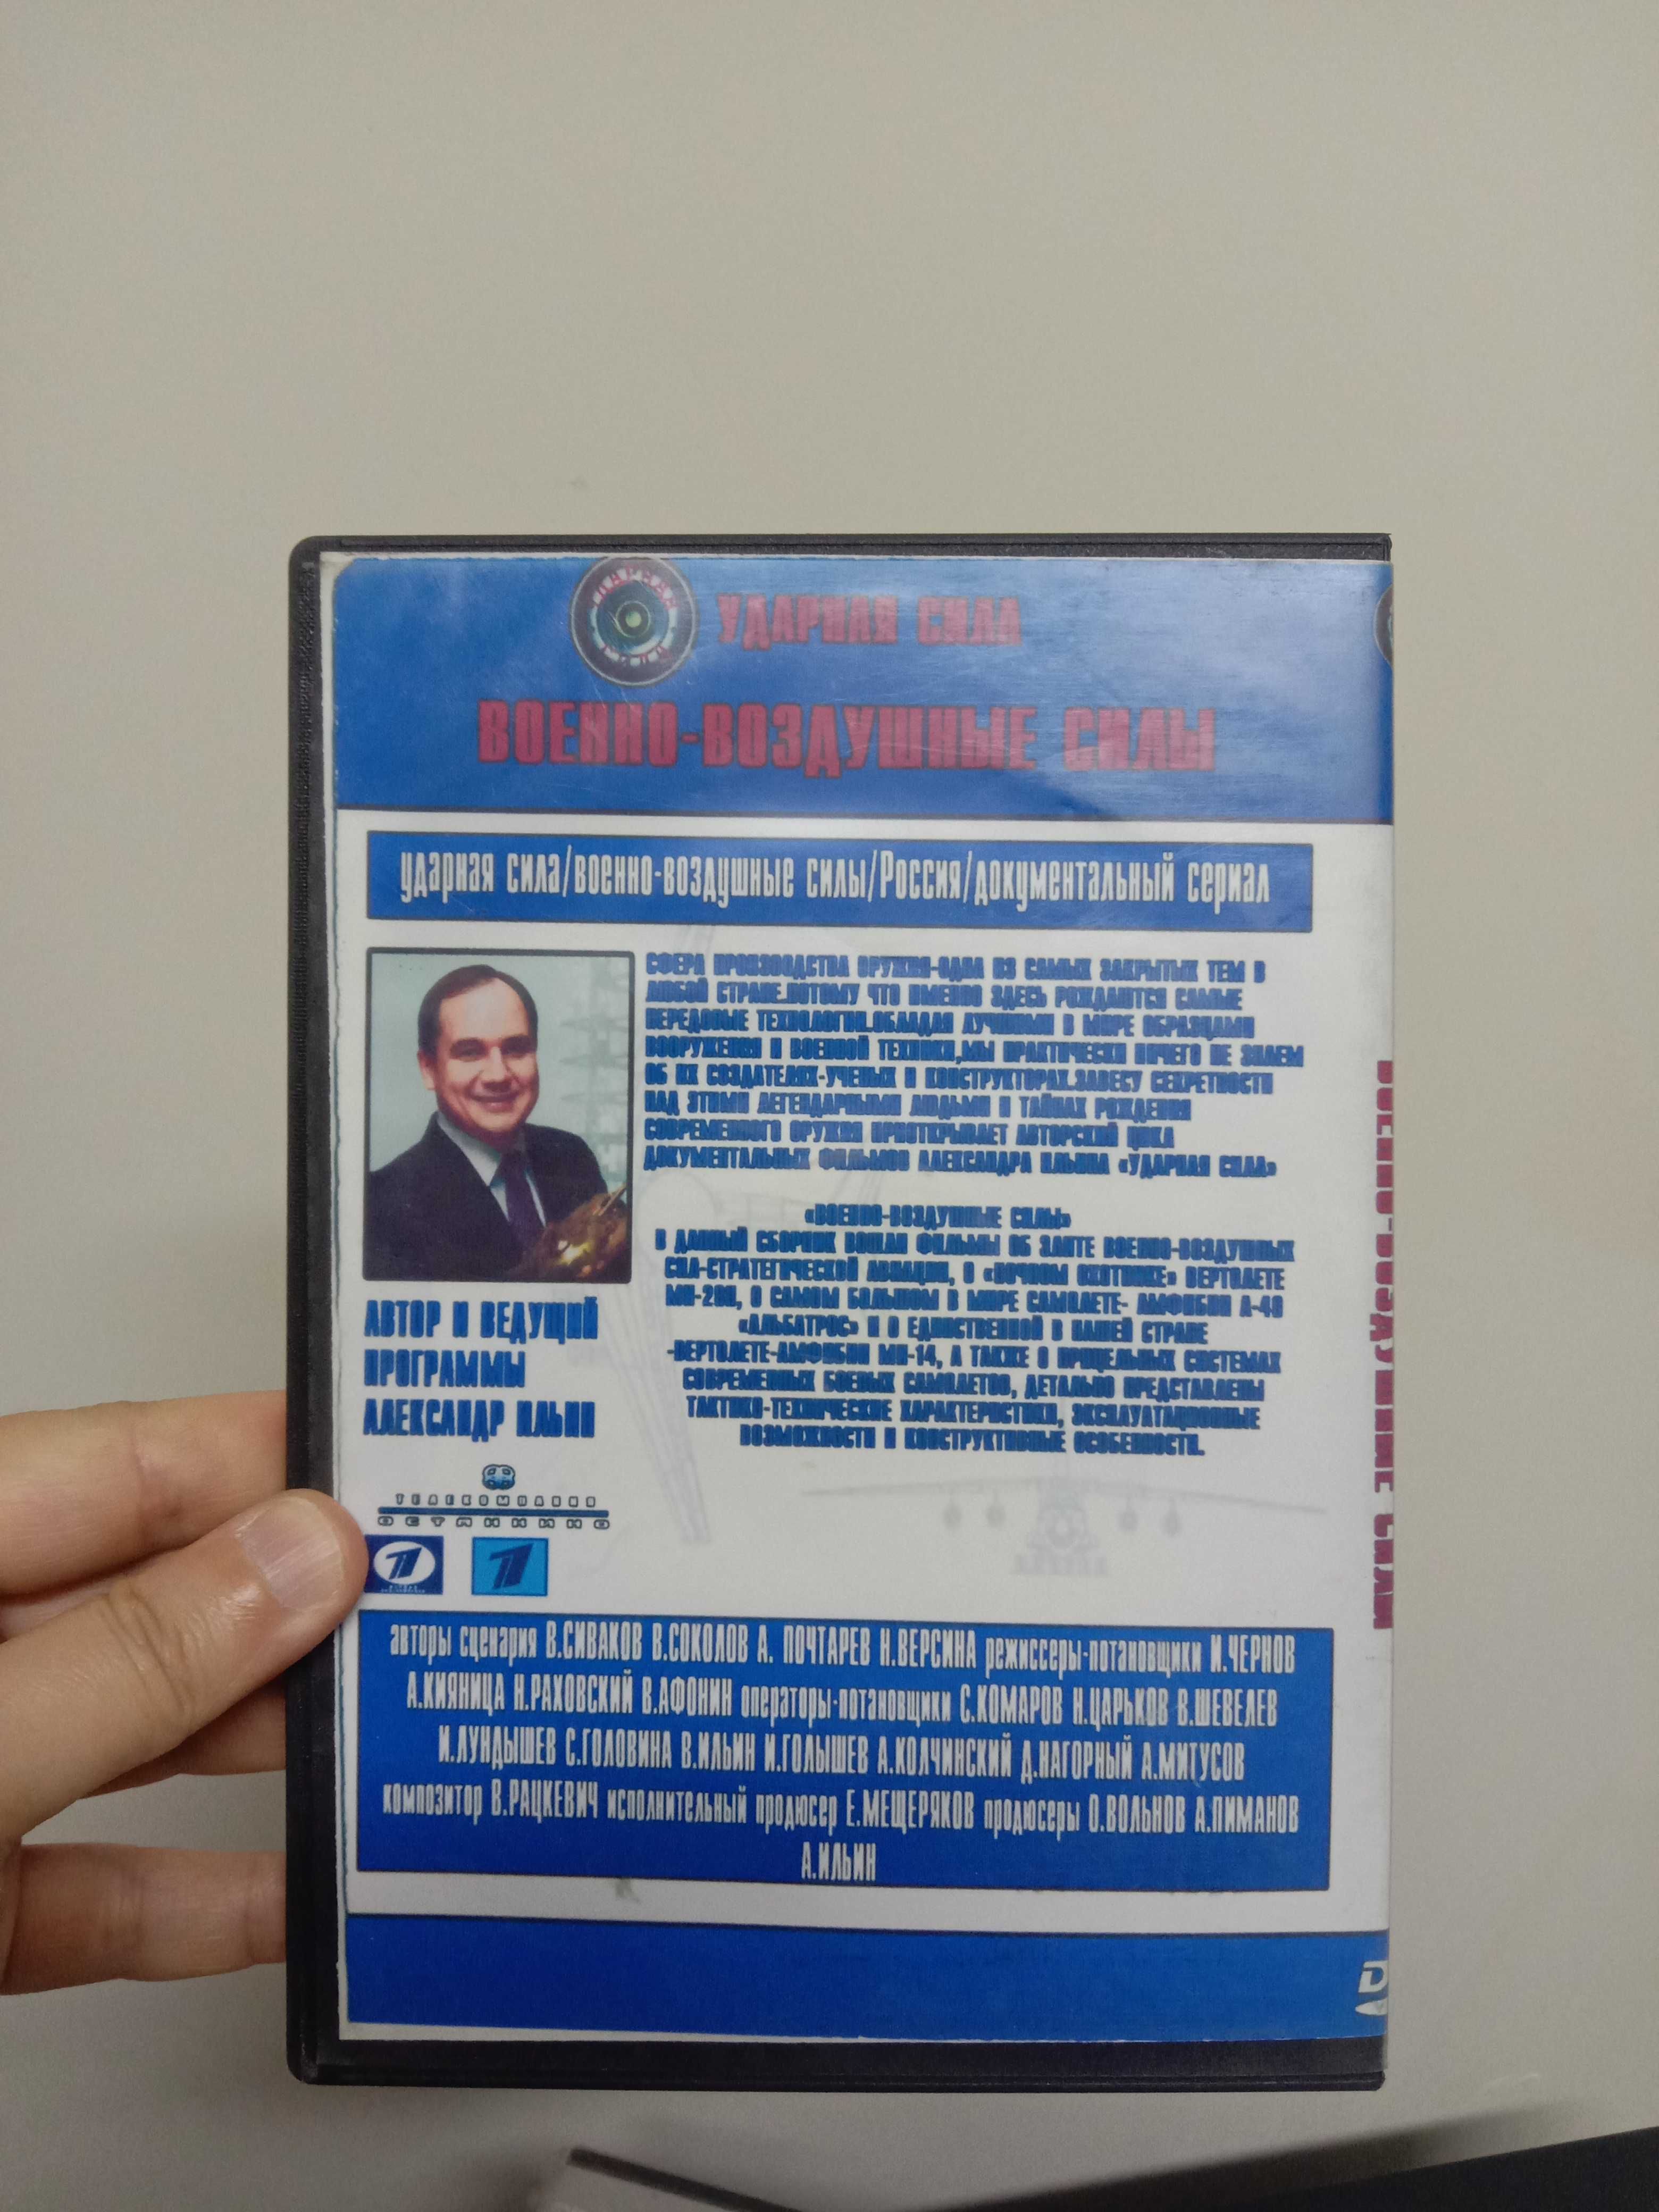 УДАРНАЯ СИЛА
УДАРНАЯ СИЛА
ВОЕННО-ВОЗДУШНЫЕ СИЛЫ
ударная сила/военно-воздушные силы/Россия/документальный сериал
СФЕРА ПРОИЗВОДСТВА ОРУЖИЯ-ОДНА ИЗ САМЫХ ЗАКРЫТЫХ ТЕМ В
ЛЮБОЙ СТРАНЕ.ПОТОМУ ЧТО ИМЕННО ЗДЕСЬ РОЖДАЮТСЯ САМЫЕ
ПЕРЕДОВЫЕ ТЕХНОЛОГИИ.ОБЛАДАЯ ЛУЧШИМИ В МИРЕ ОБРАЗЦАМИ
ВООРУЖЕНИЯ И ВОЕННОЙ ТЕХНИКИ,МЫ ПРАКТИЧЕСКИ НИЧЕГО НЕ ЗНАЕМ
ОБ ИХ СОЗДАТЕЛЯХ-УЧЕНЫХ И КОНСТРУКТОРАХ.ЗАВЕСУ СЕКРЕТНОСТИ
НАД ЭТИМИ ЛЕГЕНДАРНЫМИ ЛЮДЬМИ И ТАЙНАХ РОЖДЕНИЯ
СОВРЕМЕННОГО ОРУЖИЯ ПРИОТКРЫВАЕТ АВТОРСКИЙ ЦИКЛ
ДОКУМЕНТАЛЬНЫХ ФИЛЬМОВ АЛЕКСАНДРА ИЛЬИНА «УДАРНАЯ СИЛА»
«ВОЕННО-ВОЗДУШНЫЕ СИЛЫ»
В ДАННЫЙ СБОРНИК ВОШЛИ ФИЛЬМЫ ОБ ЭЛИТЕ ВОЕННО-ВОЗДУШНЫХ
СИЛ-СТРАТЕГИЧЕСКОЙ АВИАЦИИ, О «НОЧНОМ ОХОТНИКЕ» ВЕРТОЛЕТЕ
МИ-28Н, О САМОМ БОЛЬШОМ В МИРЕ САМОЛЕТЕ- АМФИБИИ А-40
«АЛЬБАТРОС» И О ЕДИНСТВЕННОЙ В НАШЕЙ СТРАНЕ
-ВЕРТОЛЕТЕ-АМФИБИИ МИ-14, А ТАКЖЕ О ПРИЦЕЛЬНЫХ СИСТЕМАХ
СОВРЕМЕННЫХ БОЕВЫХ САМОЛЕТОВ, ДЕТАЛЬНО ПРЕДСТАВЛЕНЫ
ТАКТИКО-ТЕХНИЧЕСКИЕ ХАРАКТЕРИСТИКИ, ЭКСПЛУАТАЦИОННЫЕ
ВОЗМОЖНОСТИ И КОНСТРУКТИВНЫЕ ОСОБЕННОСТИ.
АВТОР И ВЕДУЩИЙ
ПРОГРАММЫ
АЛЕКСАНДР ИЛЬИН
ТЕЛЕКОМПАНИЯ
ОСТАНКИНО
1
1
авторы сценария В.СИВАКОВ В.СОКОЛОВ А. ПОЧТАРЕВ Н.ВЕРСИНА режиссеры-потановщики И.ЧЕРНОВ
А.КИЯНИЦА Н.РАХОВСКИЙ В.АФОНИН операторы-потановщики С.КОМАРОВ Н.ЦАРЬКОВ В.ШЕВЕЛЕВ
И.ЛУНДЫШЕВ С.ГОЛОВИНА В.ИЛЬИН И.ГОЛЫШЕВ А.КОЛЧИНСКИЙ Д.НАГОРНЫЙ А.МИТУСОВ
композитор В.РАЦКЕВИЧ исполнительный продюсер Е.МЕЩЕРЯКОВ продюсеры О.ВОЛЬНОВ А.ПИМАНОВ
А.ИЛЬИН
ВОЕННО-ВОЗДУШНЫЕ СИЛЫ
D